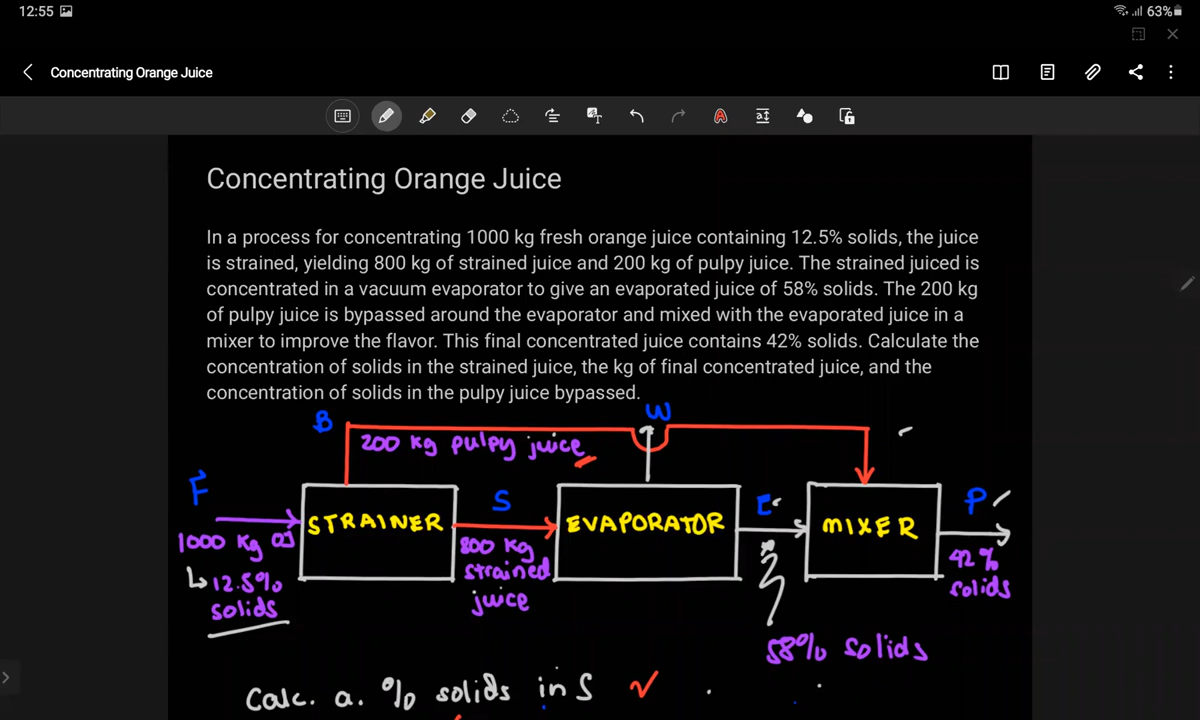 12:55 63%
Concentrating Orange Juice
Concentrating Orange Juice
In a process for concentrating 1000 kg fresh orange juice containing 12.5% solids, the juice
is strained, yielding 800 kg of strained juice and 200 kg of pulpy juice. The strained juiced is
concentrated in a vacuum evaporator to give an evaporated juice of 58% solids. The 200 kg
of pulpy juice is bypassed around the evaporator and mixed with the evaporated juice in a
mixer to improve the flavor. This final concentrated juice contains 42% solids. Calculate the
concentration of solids in the strained juice, the kg of final concentrated juice, and the
concentration of solids in the pulpy juice bypassed.
B W
200 kg pulpy juice
F S E P
STRAINER EVAPORATOR MIXER
1000 kg OJ
12.5%
solids
800 kg
strained
juice
42%
solids
58% solids
Calc. a. % solids in S